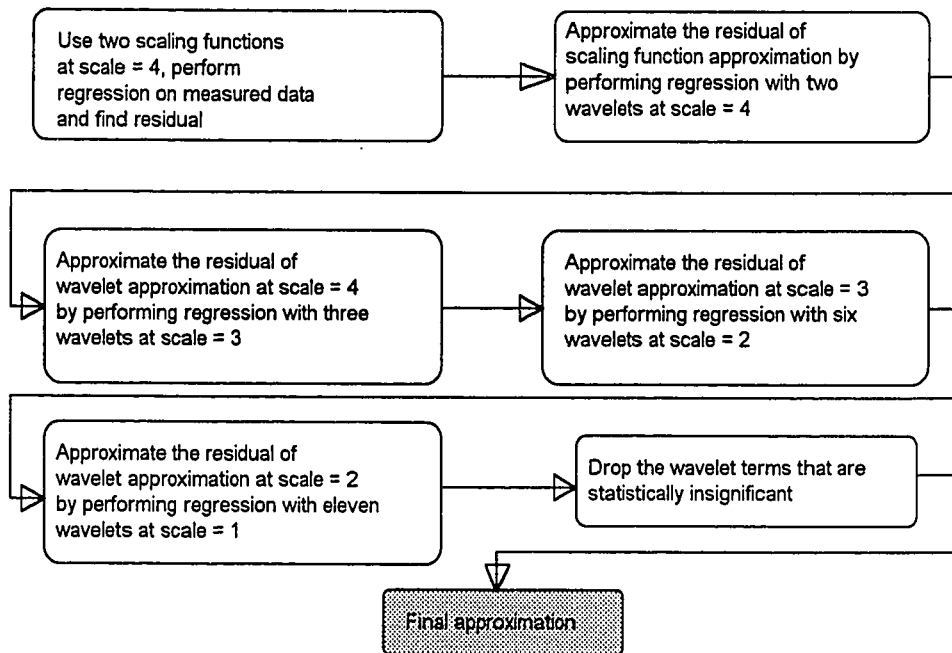 Use two scaling functions
at scale = 4, perform
regression on measured data
and find residual
Approximate the residual of
scaling function approximation by
performing regression with two
wavelets at scale = 4
Approximate the residual of
wavelet approximation at scale = 4
by performing regression with three
wavelets at scale = 3
Approximate the residual of
wavelet approximation at scale = 3
by performing regression with six
wavelets at scale = 2
Approximate the residual of
wavelet approximation at scale = 2
by performing regression with eleven
wavelets at scale = 1
Drop the wavelet terms that are
statistically insignificant
Final approximation